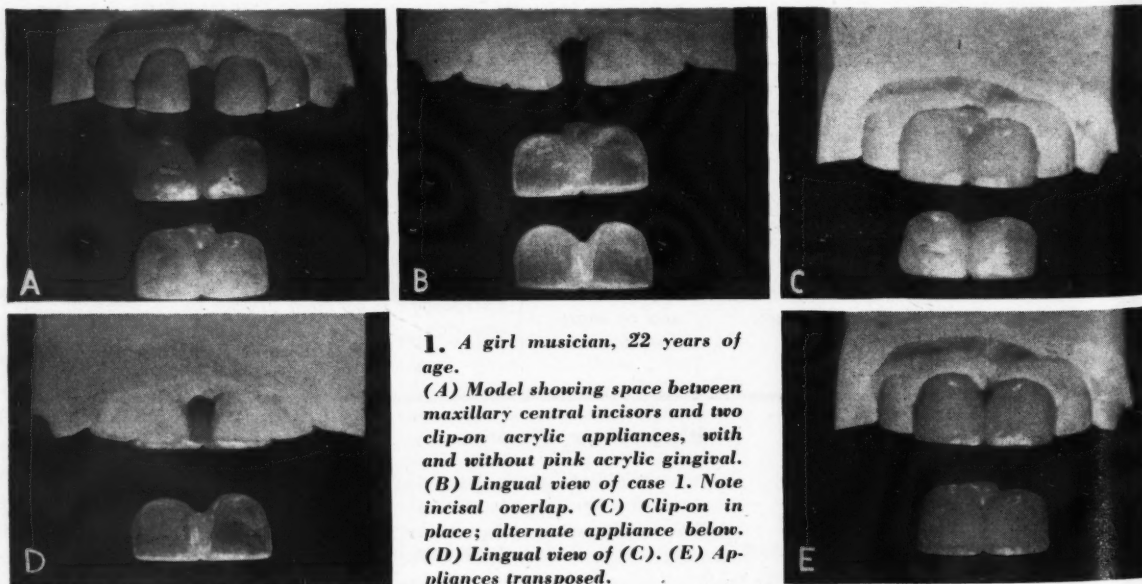 A
B
C
D
1. A girl musician, 22 years of
age.
(A) Model showing space between
maxillary central incisors and two
clip-on acrylic appliances, with
and without pink acrylic gingival.
(B) Lingual view of case 1. Note
incisal overlap. (C) Clip-on in
place; alternate appliance below.
(D) Lingual view of (C). (E) Ap-
pliances transposed.
E